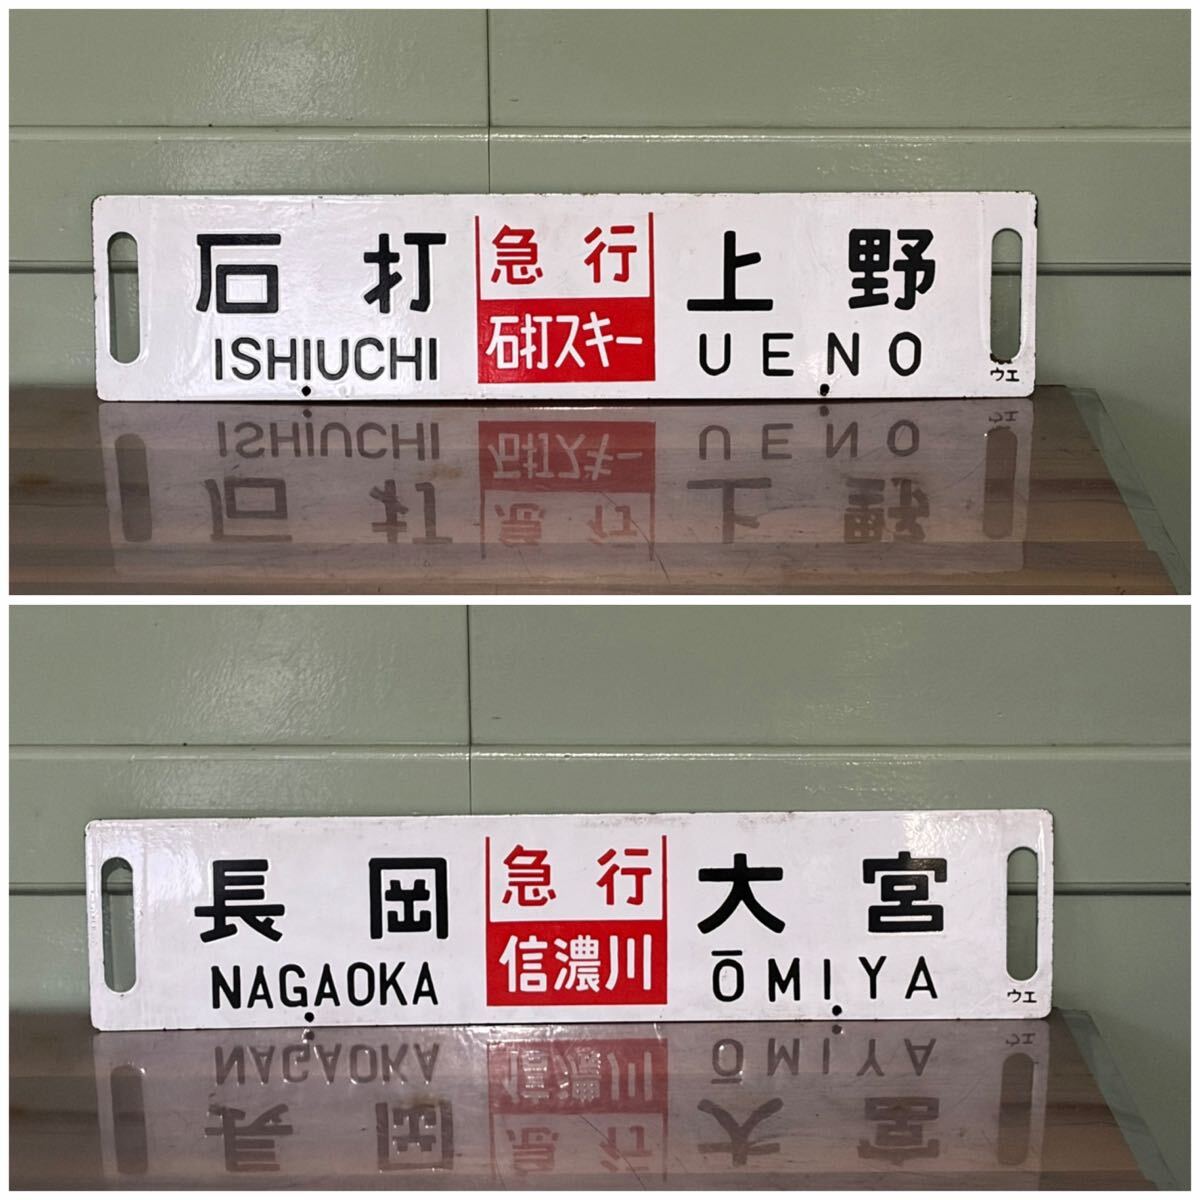 石打 急行 上野
ISHIUCHI 石打スキー UENO
ウエ
長岡 急行 大宮
NAGAOKA 信濃川 ŌMIYA
ウエ